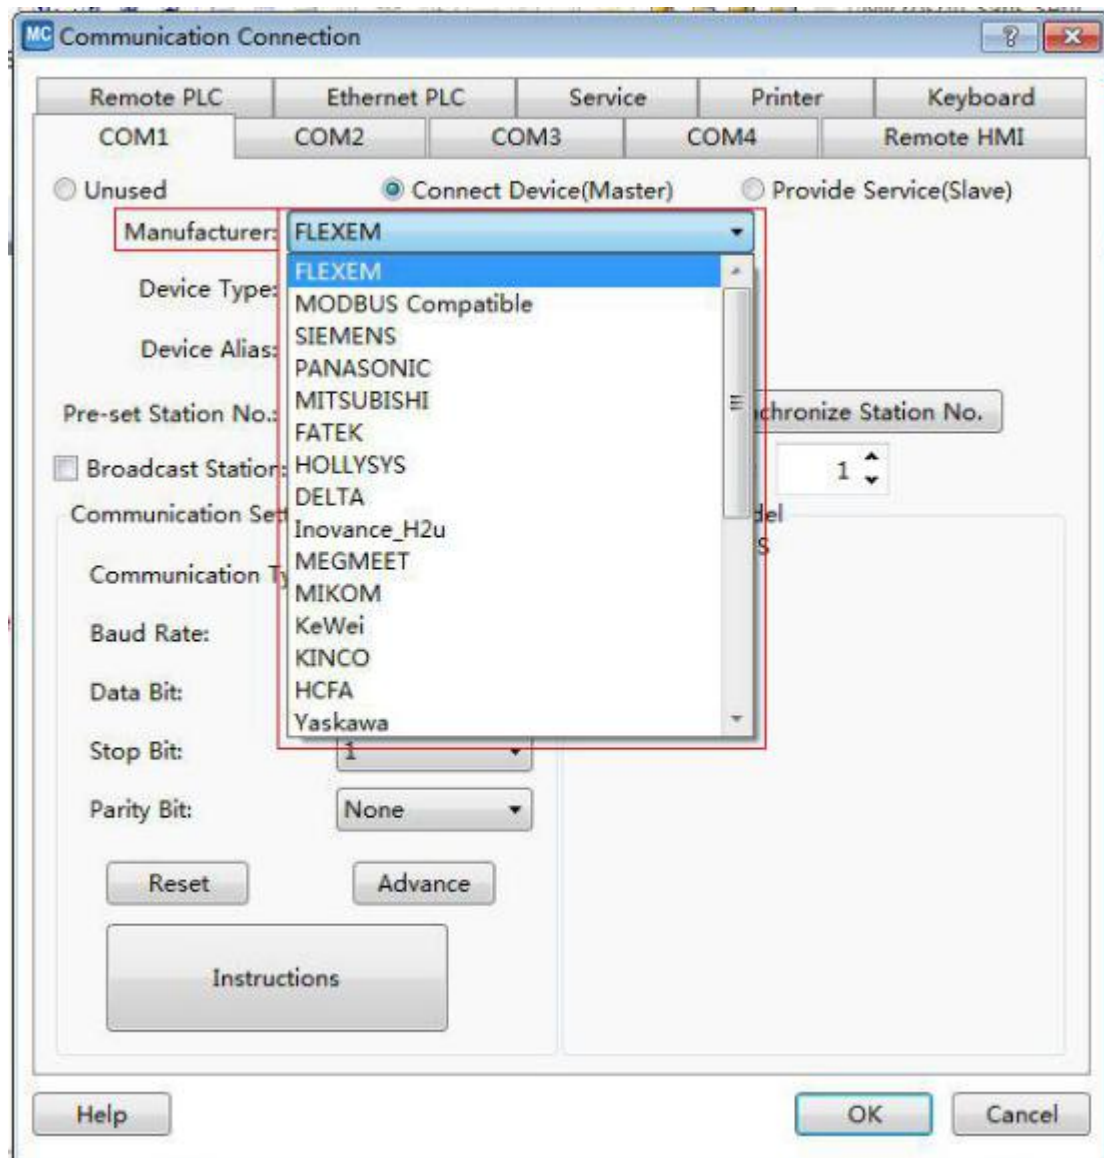 MC Communication Connection
Remote PLC Ethernet PLC Service Printer Keyboard
COM1 COM2 COM3 COM4 Remote HMI
Unused Connect Device(Master) Provide Service(Slave)
Manufacturer: FLEXEM
FLEXEM
Device Type:
MODBUS Compatible
SIEMENS
Device Alias:
PANASONIC
MITSUBISHI
Pre-set Station No.: Station No.
FATEK
Broadcast Station: HOLLYSYS 1
DELTA
Communication
Inovance_H2u
MEGMEET
Communication
MIKOM
Baud Rate: KeWei
KINCO
Data Bit: HCFA
Yaskawa
Stop Bit: 1
Parity Bit: None
Reset Advance
Instructions
Help OK Cancel